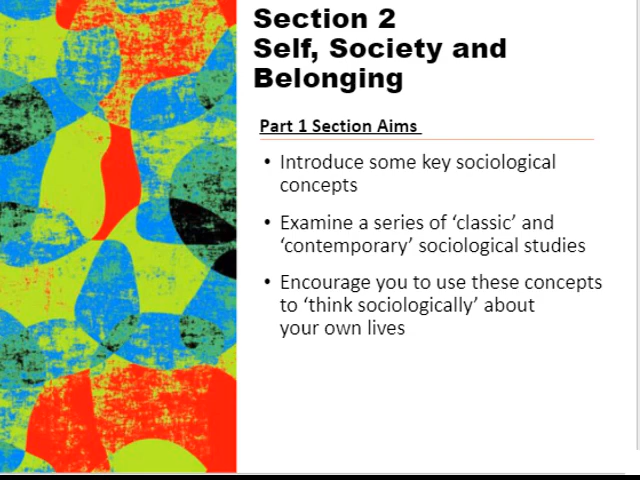 Section 2
Self, Society and
Belonging
Part 1 Section Aims
• Introduce some key sociological
concepts
• Examine a series of ‘classic’ and
‘contemporary’ sociological studies
• Encourage you to use these concepts
to ‘think sociologically’ about
your own lives